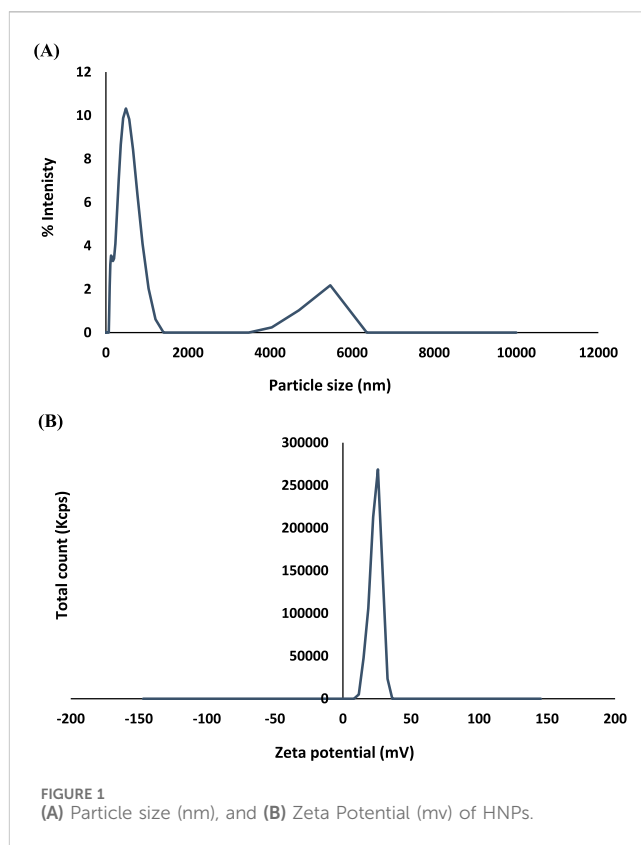 (A)
12
10
8
6
4
2
0
% Intenisty
0 2000 4000 6000 8000 10000 12000
Particle size (nm)
(B)
300000
250000
200000
150000
100000
50000
0
Total count (Kcps)
-200 -150 -100 -50 0 50 100 150 200
Zeta potential (mV)
FIGURE 1
(A) Particle size (nm), and (B) Zeta Potential (mv) of HNPs.